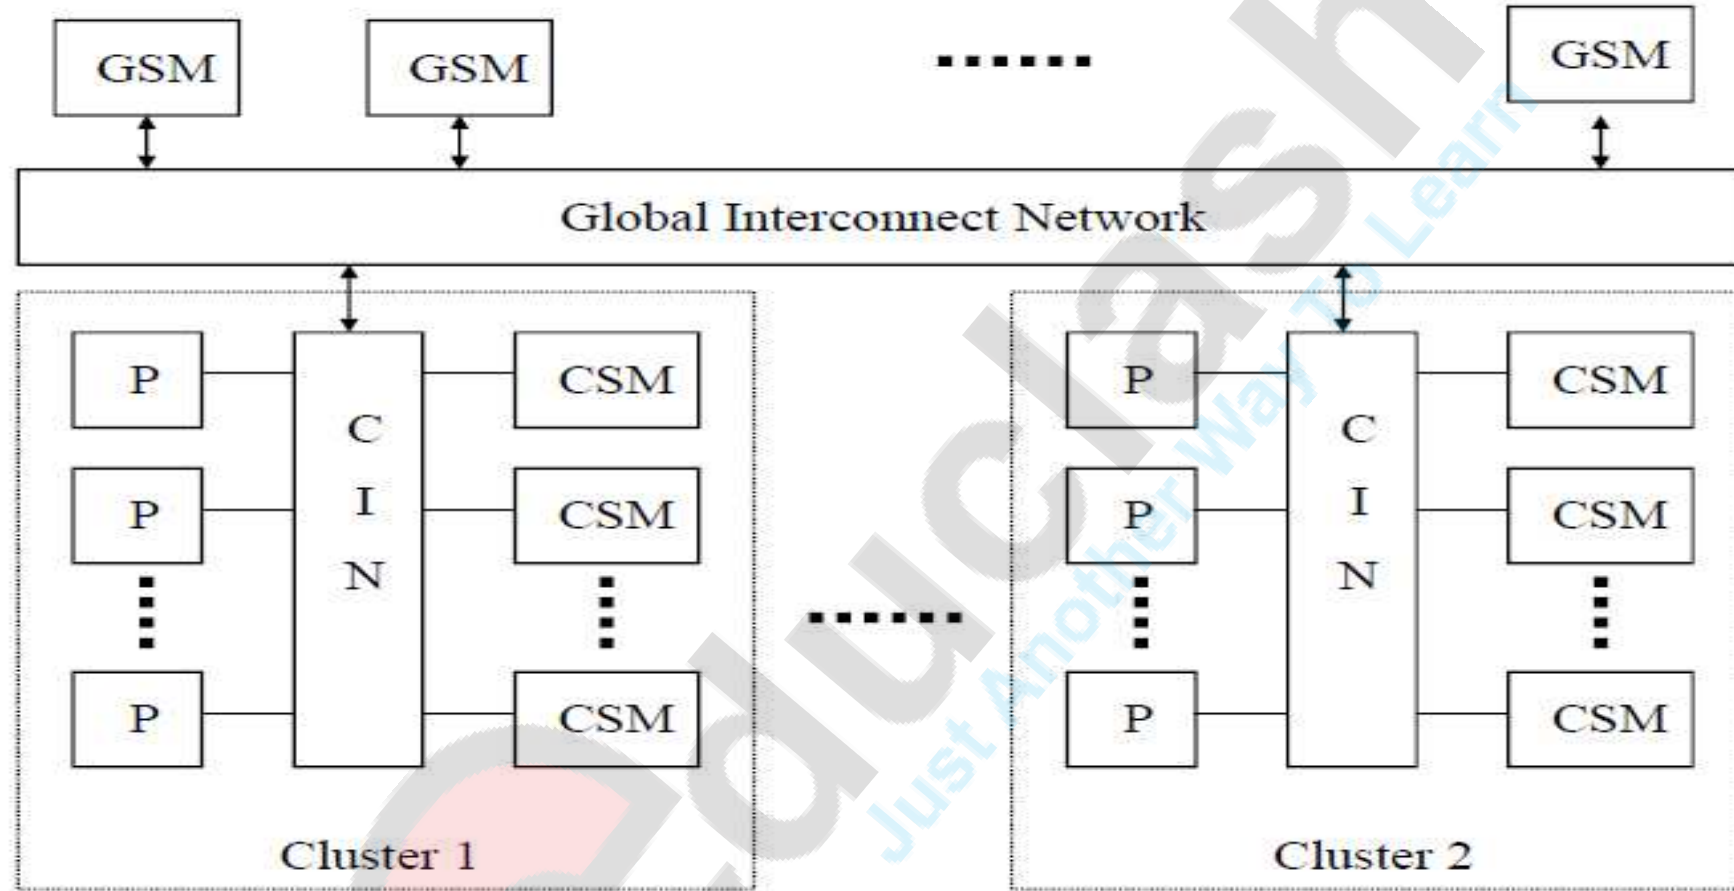 GSM GSM GSM
Global Interconnect Network
P CSM P CSM
C C
P I CSM P I CSM
N N
P CSM P CSM
Cluster 1 Cluster 2
educlash
Just Another Way To Learn